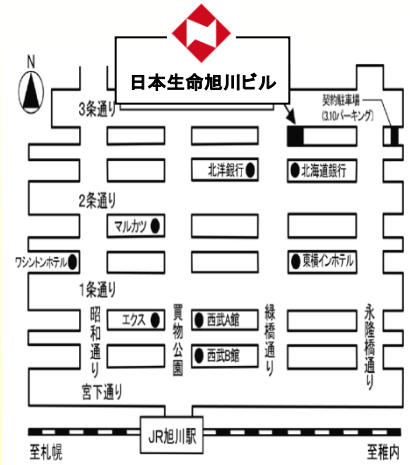 日本生命旭川ビル
N
3条通り
契約駐車場
(3.10パーキング)
北洋銀行
北海道銀行
2条通り
マルカツ
ワシントンホテル
東横インホテル
1条通り
昭和通り
エクス
買物公園
西武A館
緑橋通り
永隆橋通り
西武B館
宮下通り
JR旭川駅
至札幌
至稚内